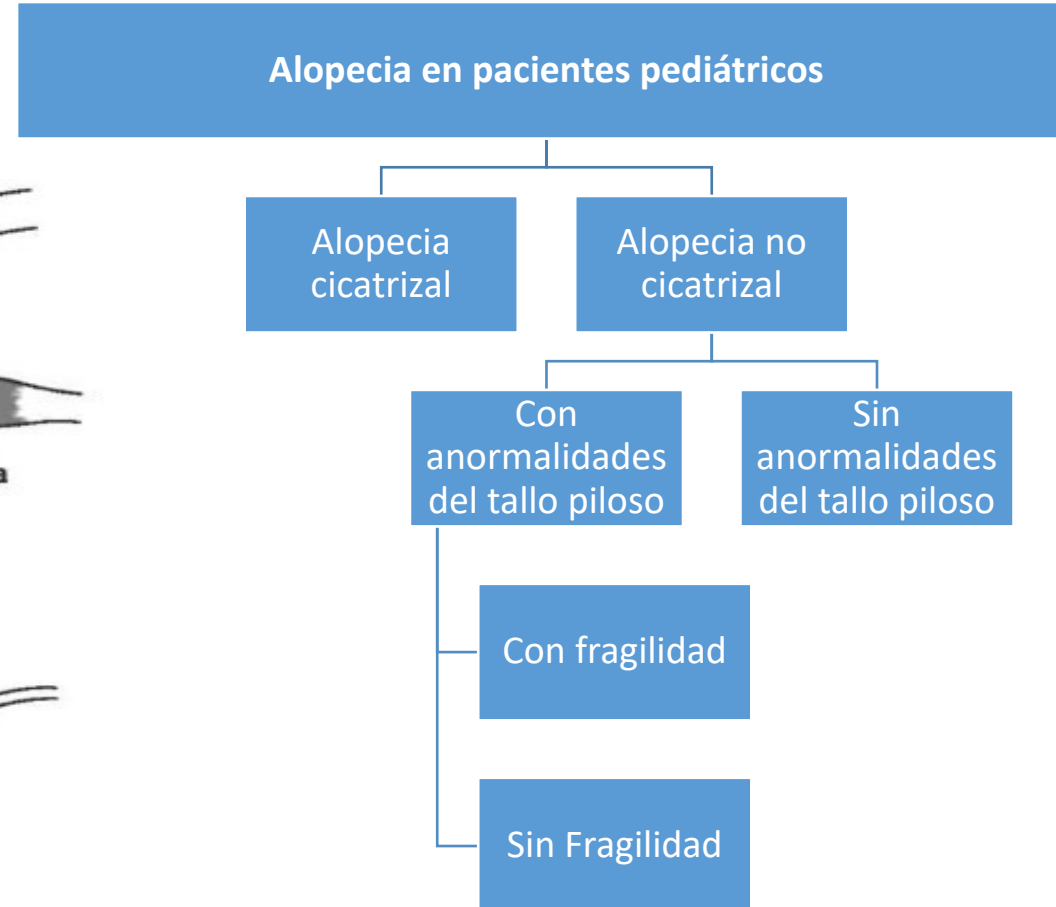 Alopecia en pacientes pediátricos
Alopecia
cicatrizal
Alopecia no
cicatrizal
Con
anormalidades
del tallo piloso
Sin
anormalidades
del tallo piloso
Con fragilidad
Sin Fragilidad